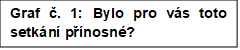 Graf č. 1: Bylo pro vás toto
setkání přínosné?